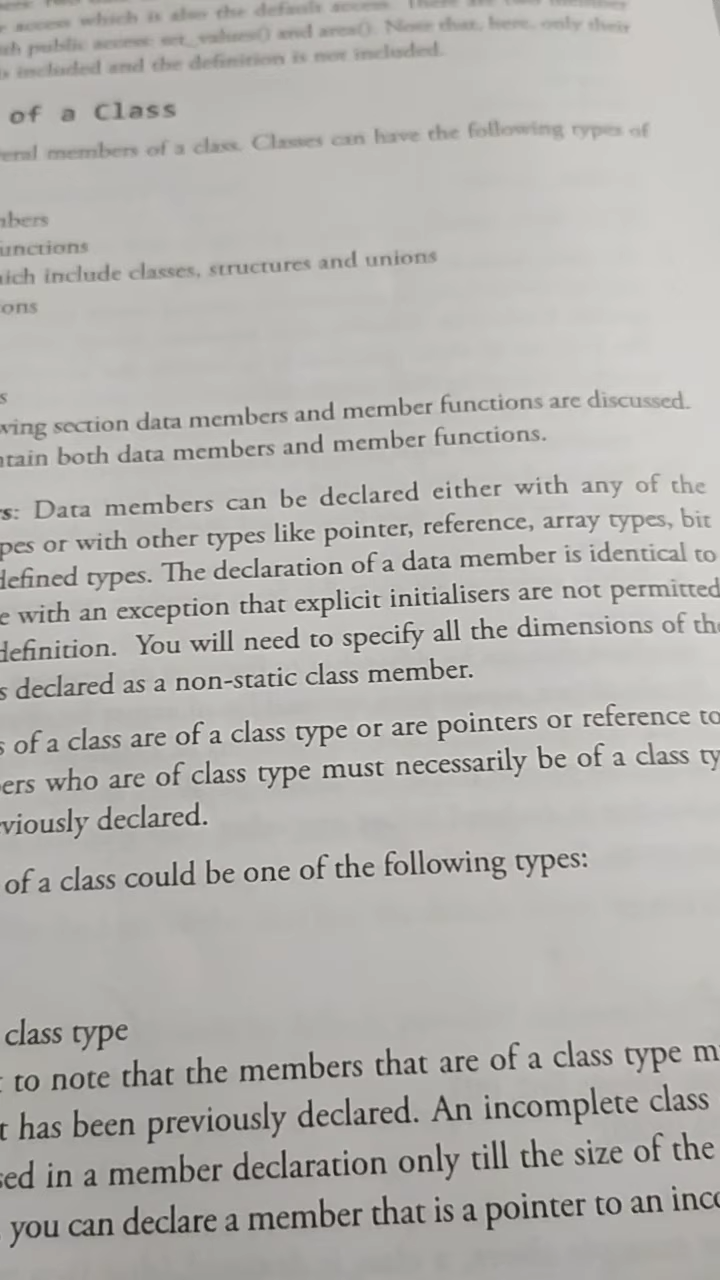 access which is also the default access. There are two member
public access: set_values() and area(). Note that, here, only their
included and the definition is not included.
of a Class
eral members of a class. Classes can have the following types of
mbers
unctions
hich include classes, structures and unions
ons
s
wing section data members and member functions are discussed.
ntain both data members and member functions.
s: Data members can be declared either with any of the
pes or with other types like pointer, reference, array types, bit
defined types. The declaration of a data member is identical to
e with an exception that explicit initialisers are not permitted
definition. You will need to specify all the dimensions of the
s declared as a non-static class member.
s of a class are of a class type or are pointers or reference to
ers who are of class type must necessarily be of a class ty
viously declared.
of a class could be one of the following types:
class type
to note that the members that are of a class type m
t has been previously declared. An incomplete class
sed in a member declaration only till the size of the
you can declare a member that is a pointer to an inco